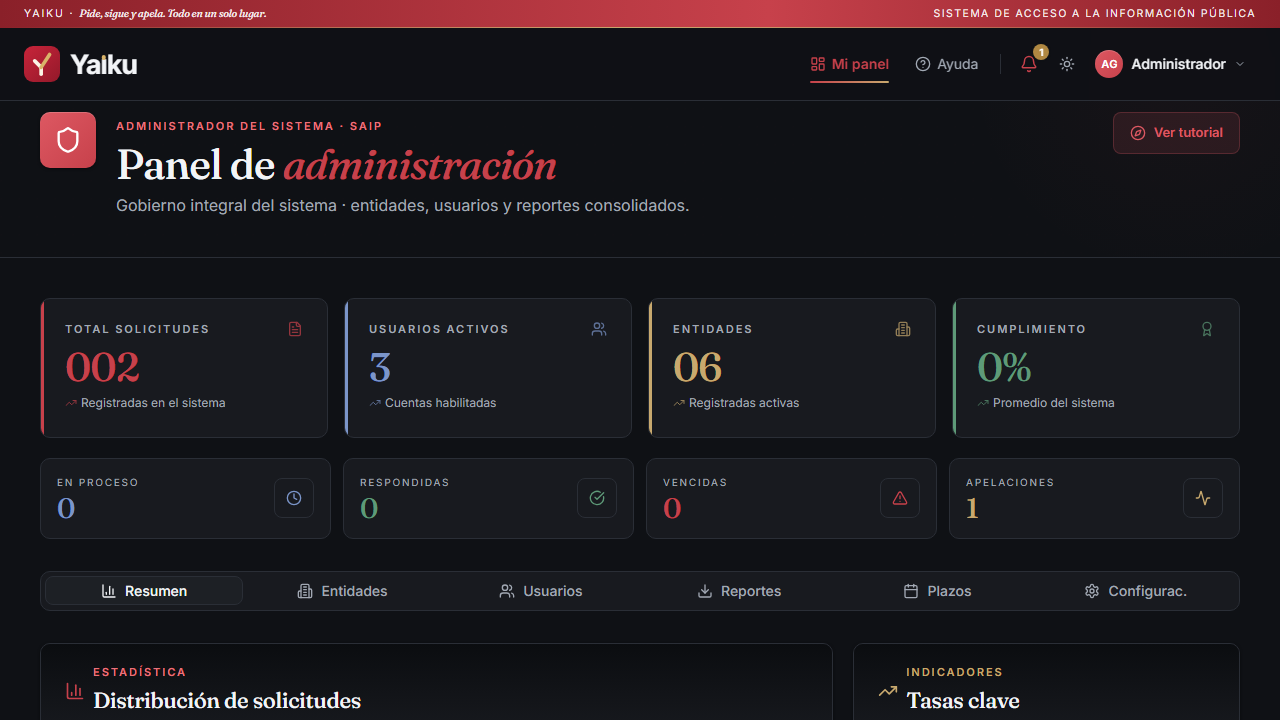 YAIKU · Pide, sigue y apela. Todo en un solo lugar.
SISTEMA DE ACCESO A LA INFORMACIÓN PÚBLICA
Yaiku
Mi panel
Ayuda
1
AG
Administrador
ADMINISTRADOR DEL SISTEMA · SAIP
Panel de administración
Gobierno integral del sistema · entidades, usuarios y reportes consolidados.
Ver tutorial
TOTAL SOLICITUDES
002
Registradas en el sistema
USUARIOS ACTIVOS
3
Cuentas habilitadas
ENTIDADES
06
Registradas activas
CUMPLIMIENTO
0%
Promedio del sistema
EN PROCESO
0
RESPONDIDAS
0
VENCIDAS
0
APELACIONES
1
Resumen
Entidades
Usuarios
Reportes
Plazos
Configurac.
ESTADÍSTICA
Distribución de solicitudes
INDICADORES
Tasas clave